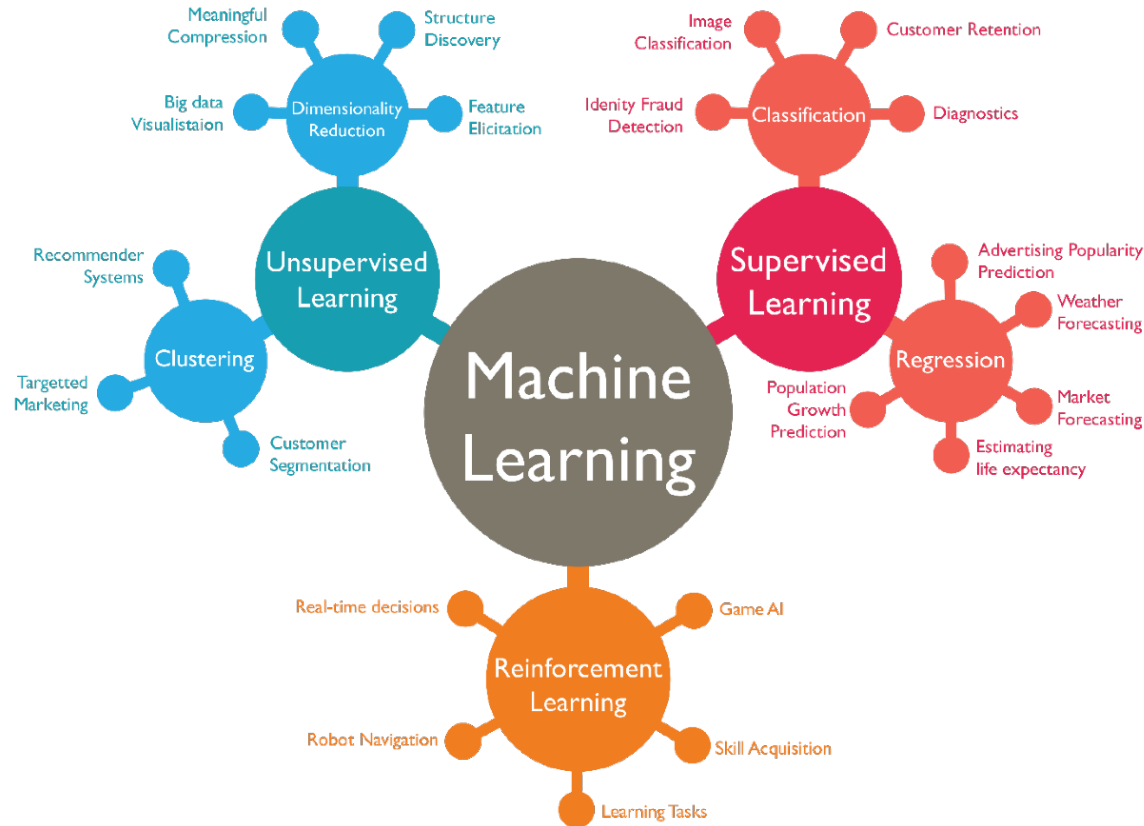 Meaningful
Compression
Structure
Discovery
Big data
Visualistaion
Dimensionality
Reduction
Feature
Elicitation
Image
Classification
Customer Retention
Idenity Fraud
Detection
Classification
Diagnostics
Recommender
Systems
Unsupervised
Learning
Clustering
Targetted
Marketing
Customer
Segmentation
Supervised
Learning
Advertising Popularity
Prediction
Weather
Forecasting
Regression
Population
Growth
Prediction
Market
Forecasting
Estimating
life expectancy
Machine
Learning
Real-time decisions
Game AI
Reinforcement
Learning
Robot Navigation
Skill Acquisition
Learning Tasks